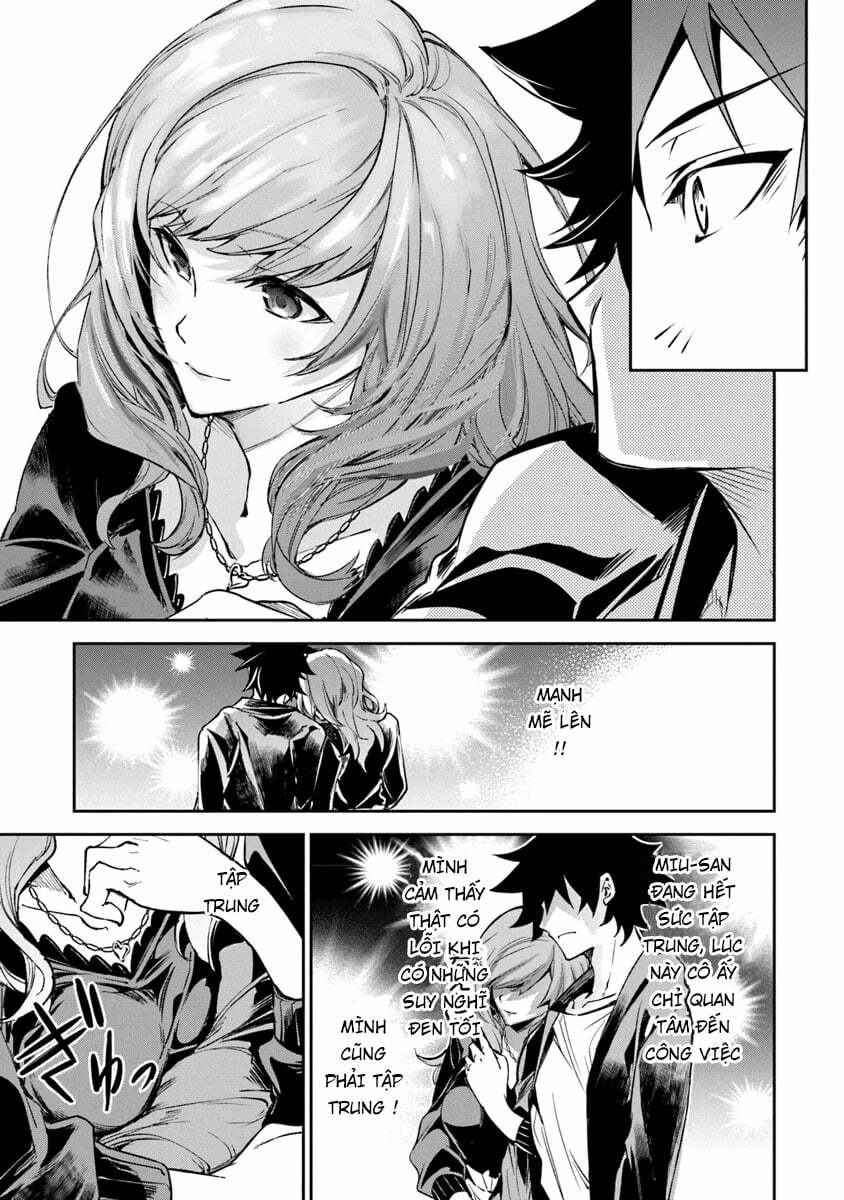 MẠNH
MẼ LÊN
!!
MIU-SAN
ĐANG HẾT
SỨC TẬP
TRUNG, LÚC
NÀY CÔ ẤY
CHỈ QUAN
TÂM ĐẾN
CÔNG VIỆC
MÌNH
CẢM THẤY
THẬT CÓ
LỖI KHI
CÓ NHỮNG
SUY NGHĨ
ĐEN TỐI
MÌNH
CŨNG
PHẢI TẬP
TRUNG !
TẬP
TRUNG
ぎゅっ